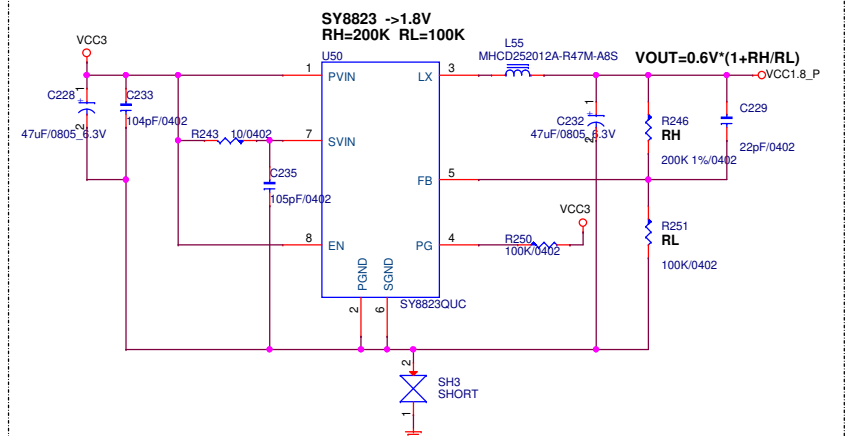 SY8823 ->1.8V
RH=200K RL=100K
VCC3
U50
L55
MHCD252012A-R47M-A8S
VOUT=0.6V*(1+RH/RL)
1
PVIN
LX
3
VCC1.8_P
C228
1
+
2
47uF/0805_6.3V
C233
104pF/0402
R243
10/0402
7
SVIN
C232
1
+
2
47uF/0805_6.3V
R246
RH
200K 1%/0402
C229
22pF/0402
C235
105pF/0402
FB
5
VCC3
R251
RL
100K/0402
8
EN
PG
4
R250
100K/0402
PGND
SGND
SY8823QUC
2
6
2
SH3
SHORT
1